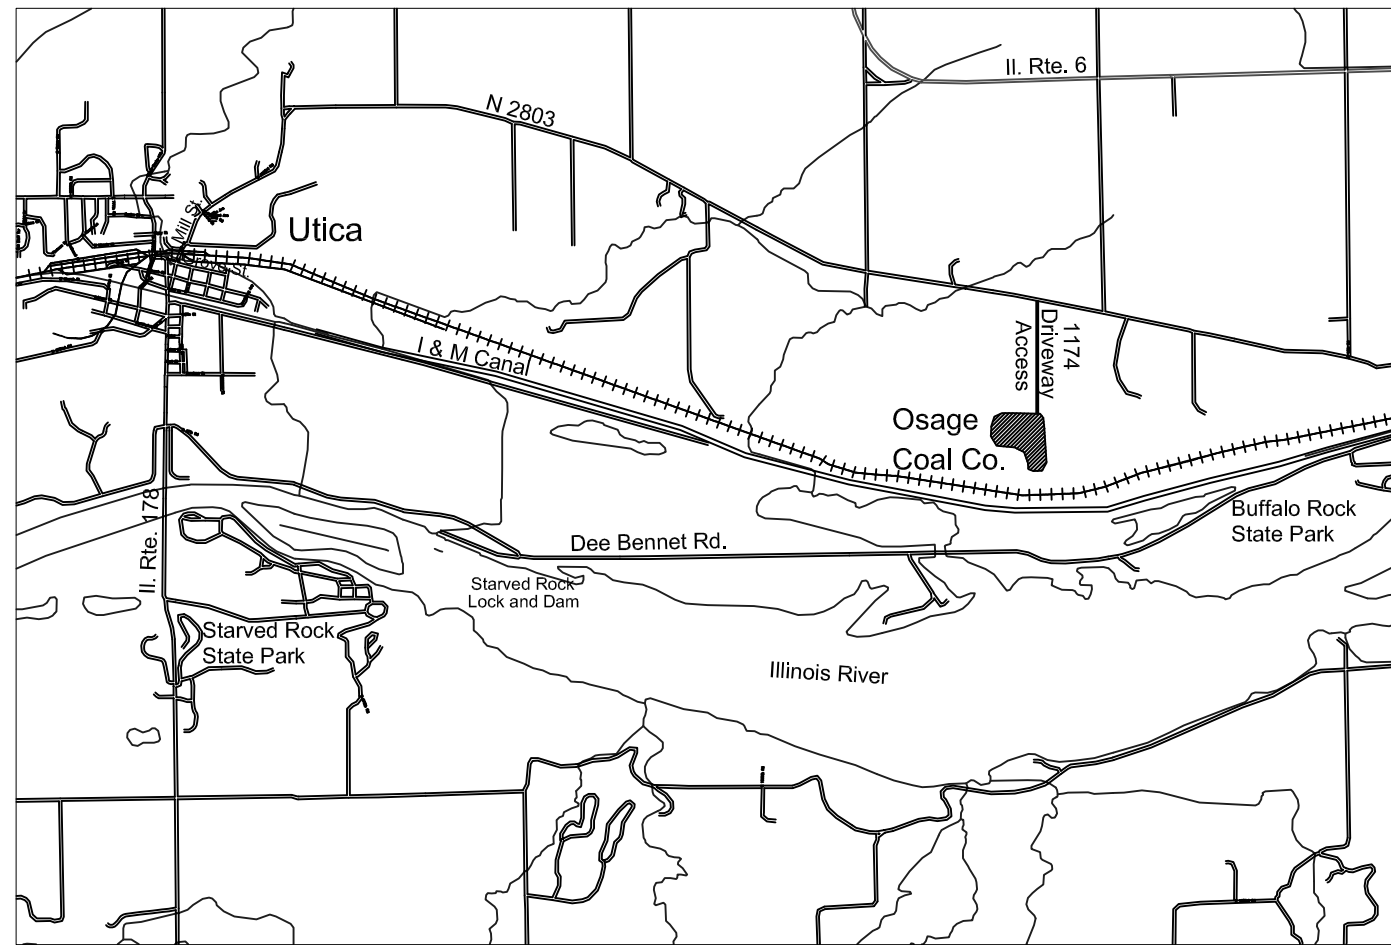 Il. Rte. 6
N 2803
Mill St.
Utica
1174
Driveway
Access
I & M Canal
Osage
Coal Co.
Il. Rte. 178
Buffalo Rock
State Park
Dee Bennet Rd.
Starved Rock
Lock and Dam
Starved Rock
State Park
Illinois River